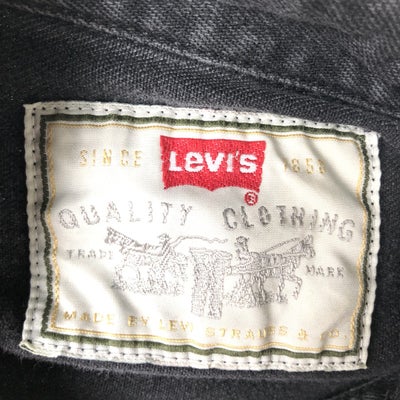 SINCE Levi's 1850
®
QUALITY CLOTHING
TRADE MARK
MADE BY LEVI STRAUSS & CO.